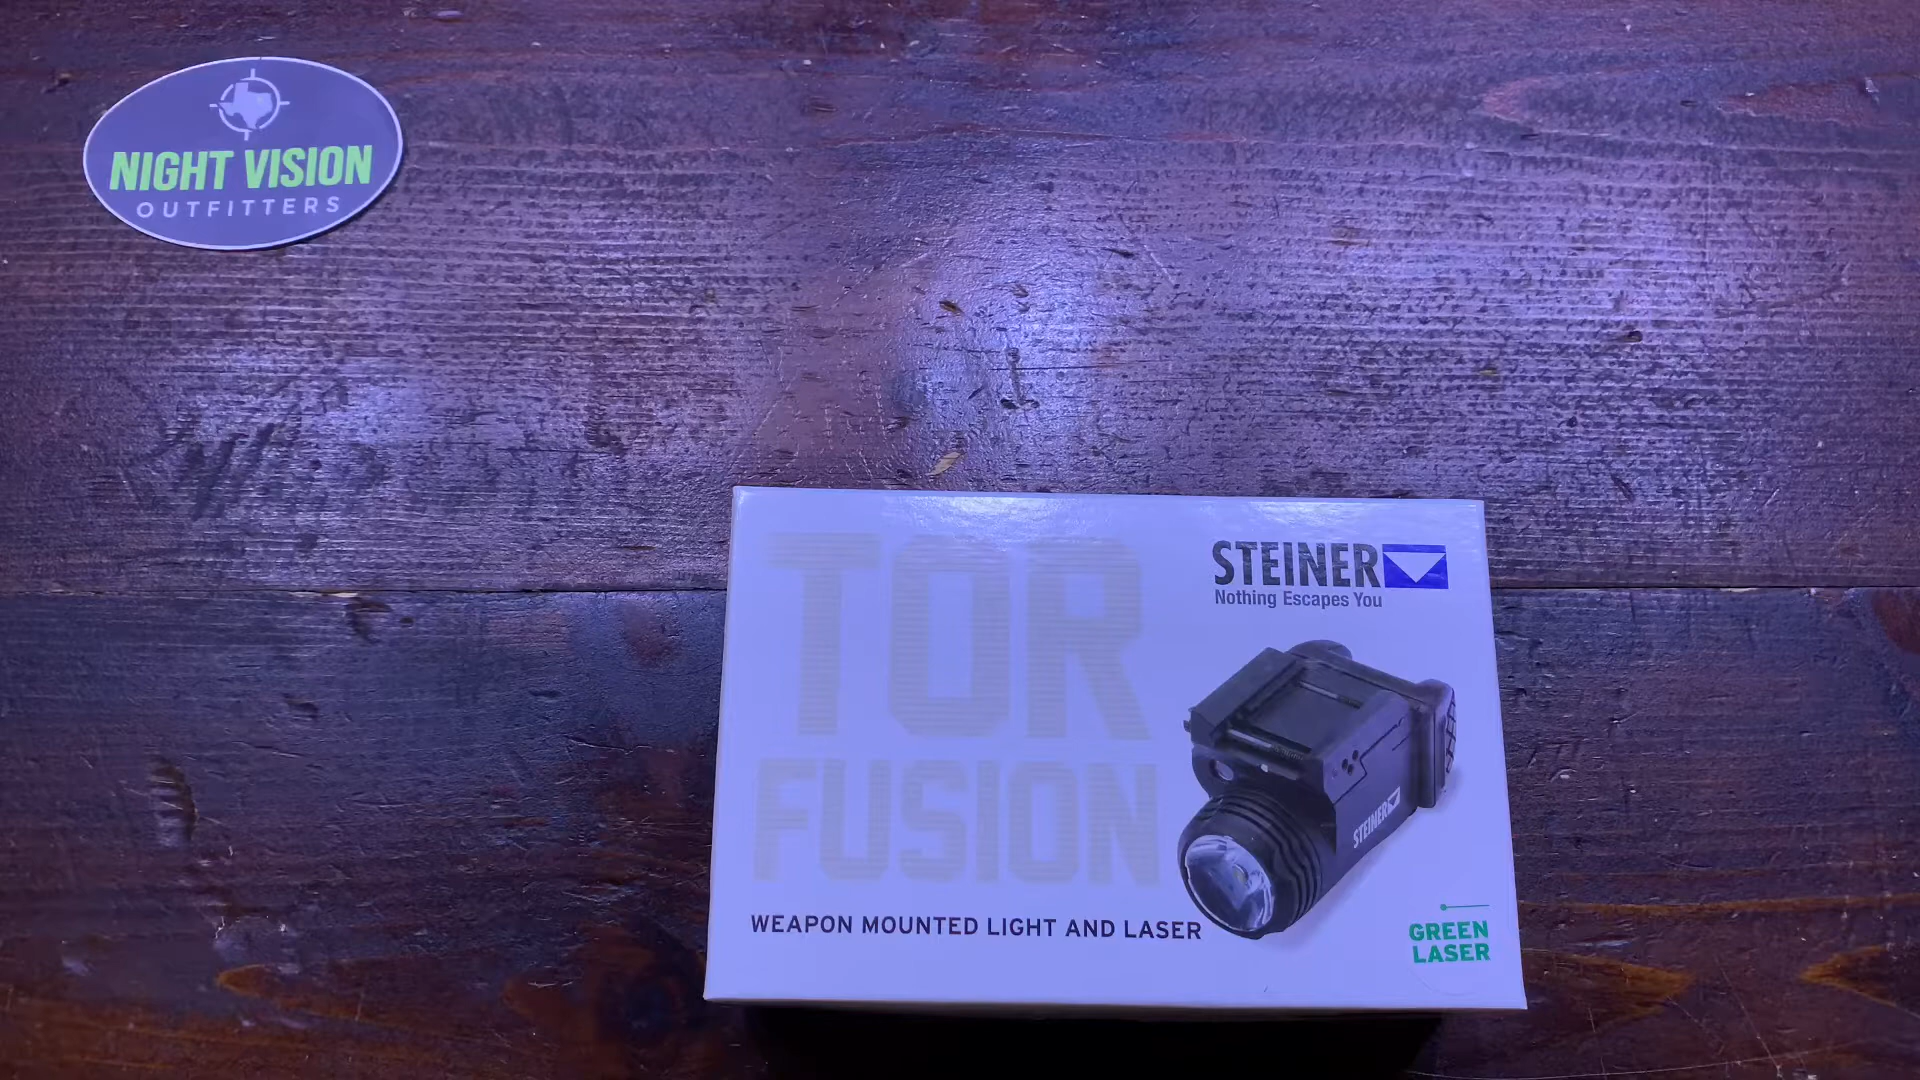 NIGHT VISION
OUTFITTERS
TOR
FUSION
STEINER
Nothing Escapes You
STEINER
WEAPON MOUNTED LIGHT AND LASER
GREEN
LASER